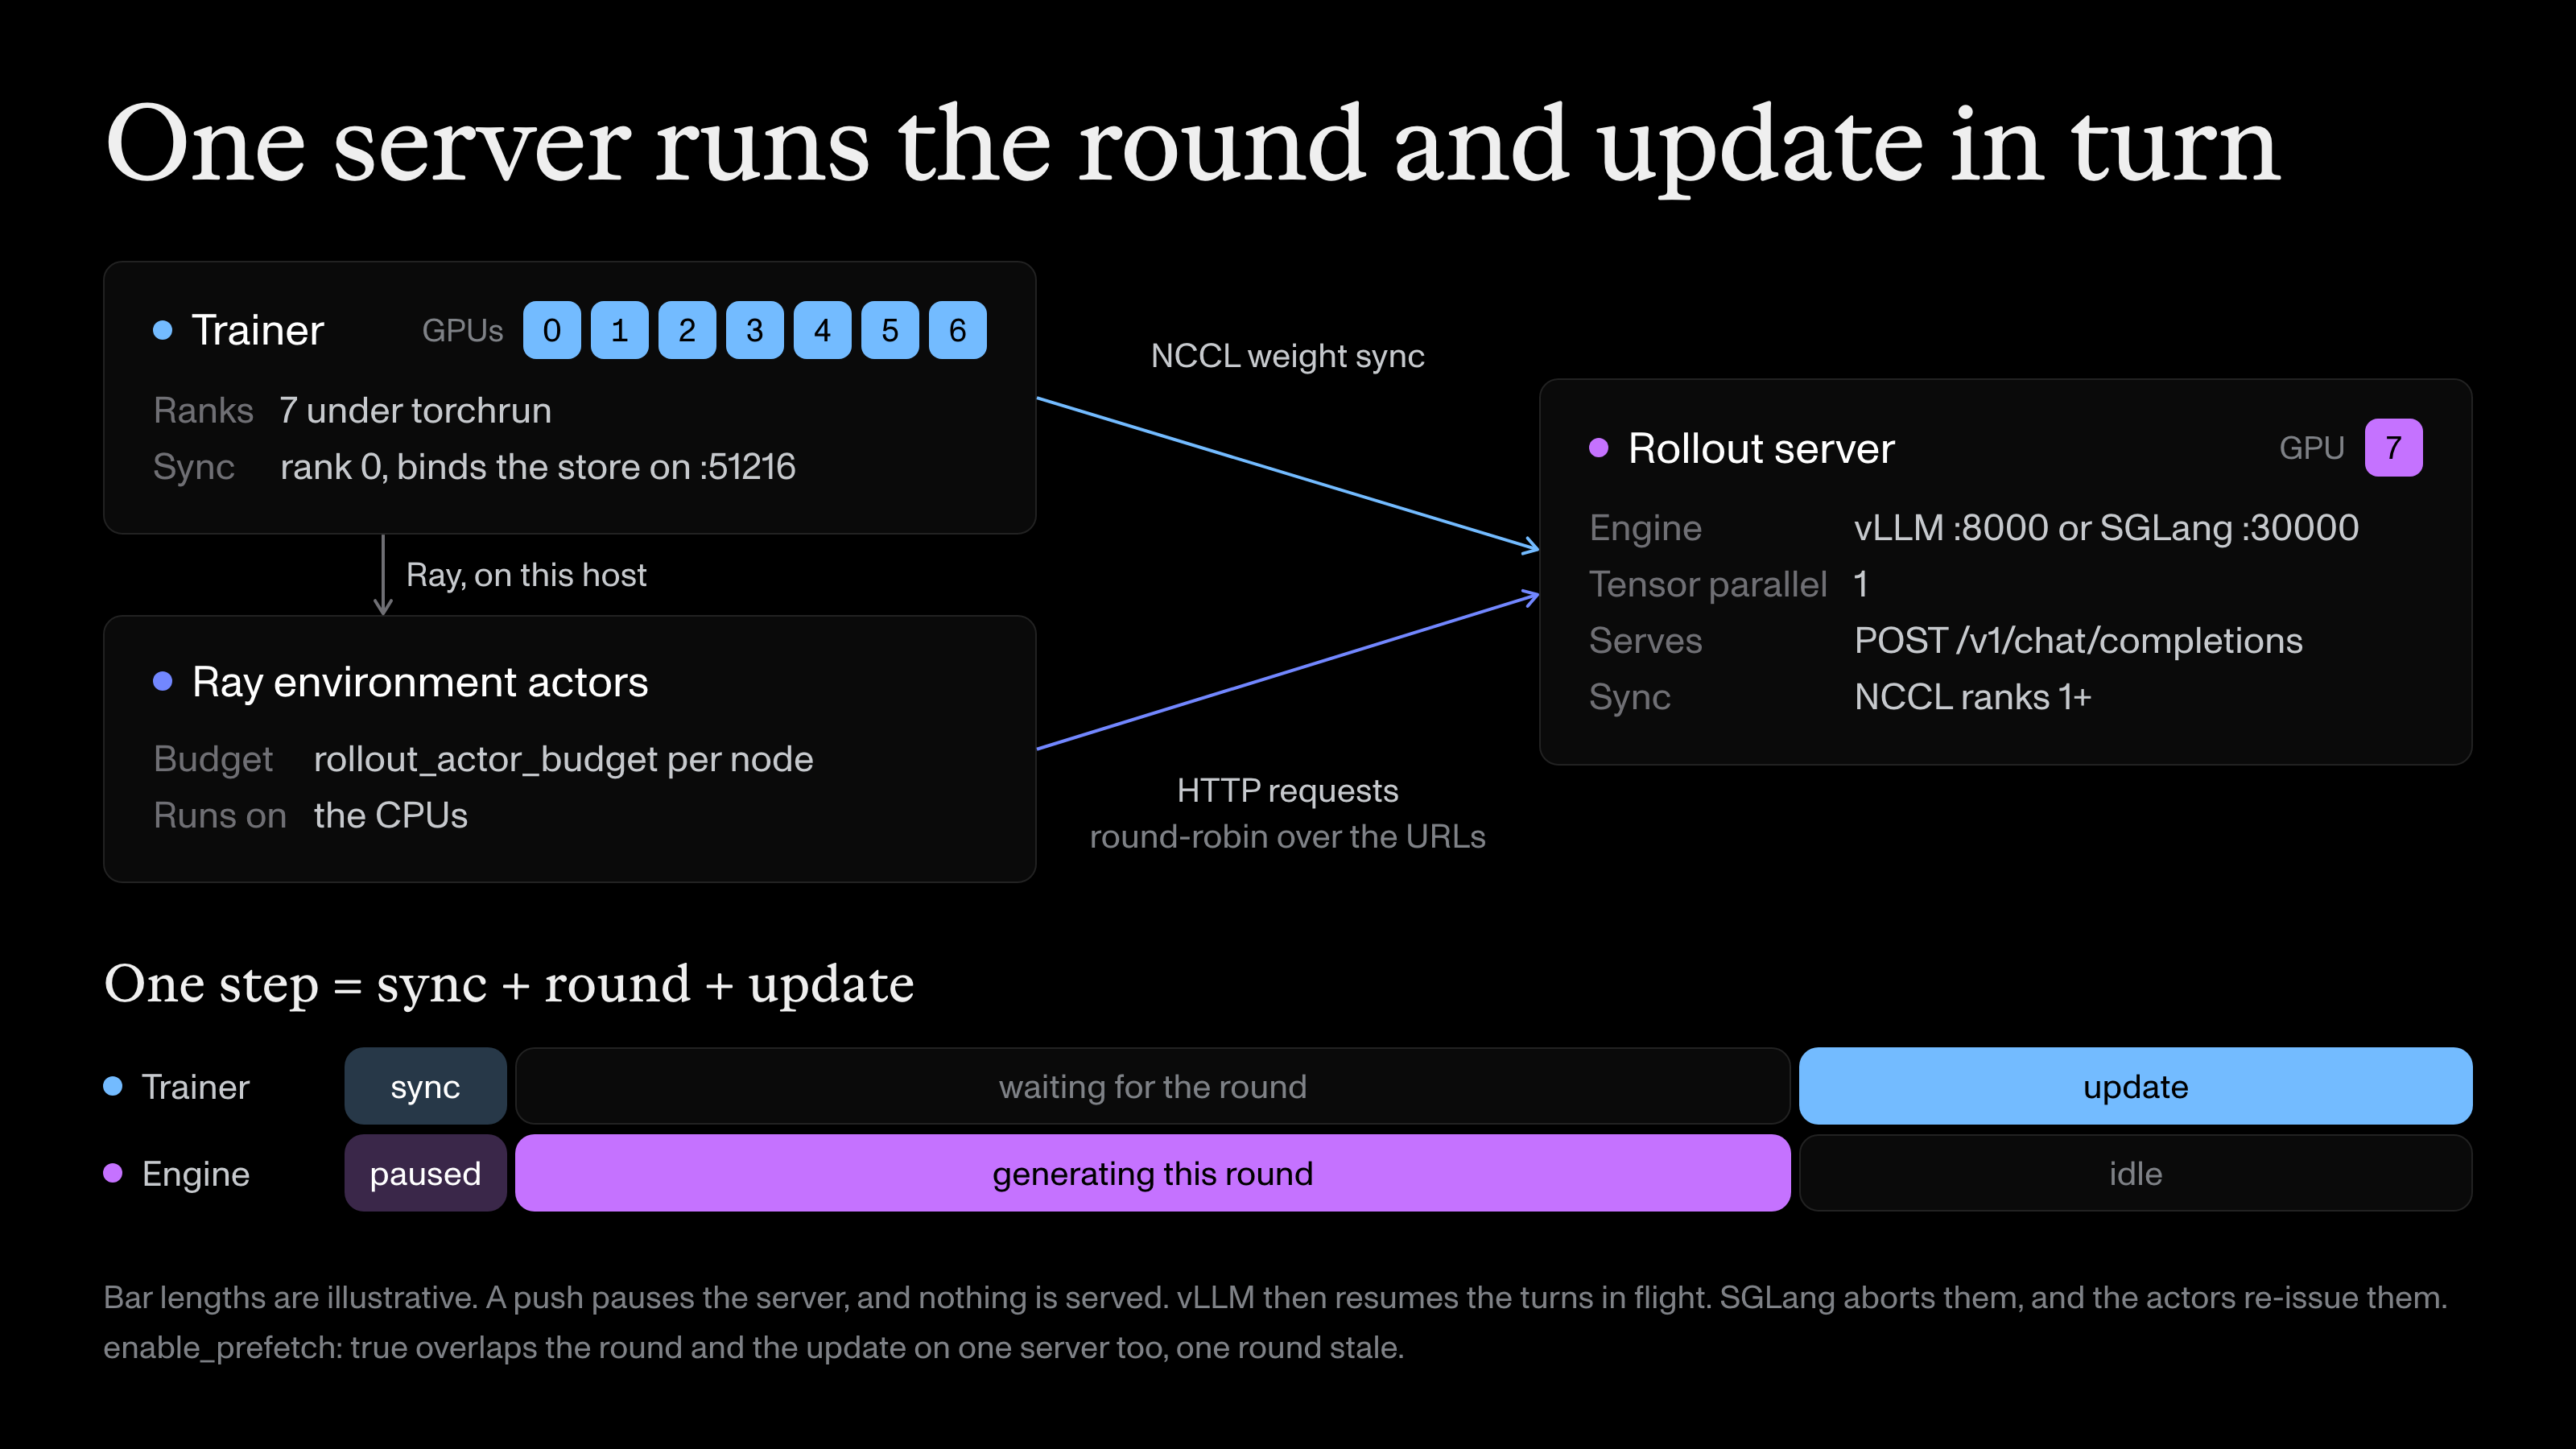 One server runs the round and update in turn
Trainer GPUs 0 1 2 3 4 5 6
Ranks 7 under torchrun
Sync rank 0, binds the store on :51216
Ray, on this host
Ray environment actors
Budget rollout_actor_budget per node
Runs on the CPUs
NCCL weight sync
HTTP requests
round-robin over the URLs
Rollout server GPU 7
Engine vLLM :8000 or SGLang :30000
Tensor parallel 1
Serves POST /v1/chat/completions
Sync NCCL ranks 1+
One step = sync + round + update
Trainer sync waiting for the round update
Engine paused generating this round idle
Bar lengths are illustrative. A push pauses the server, and nothing is served. vLLM then resumes the turns in flight. SGLang aborts them, and the actors re-issue them.
enable_prefetch: true overlaps the round and the update on one server too, one round stale.